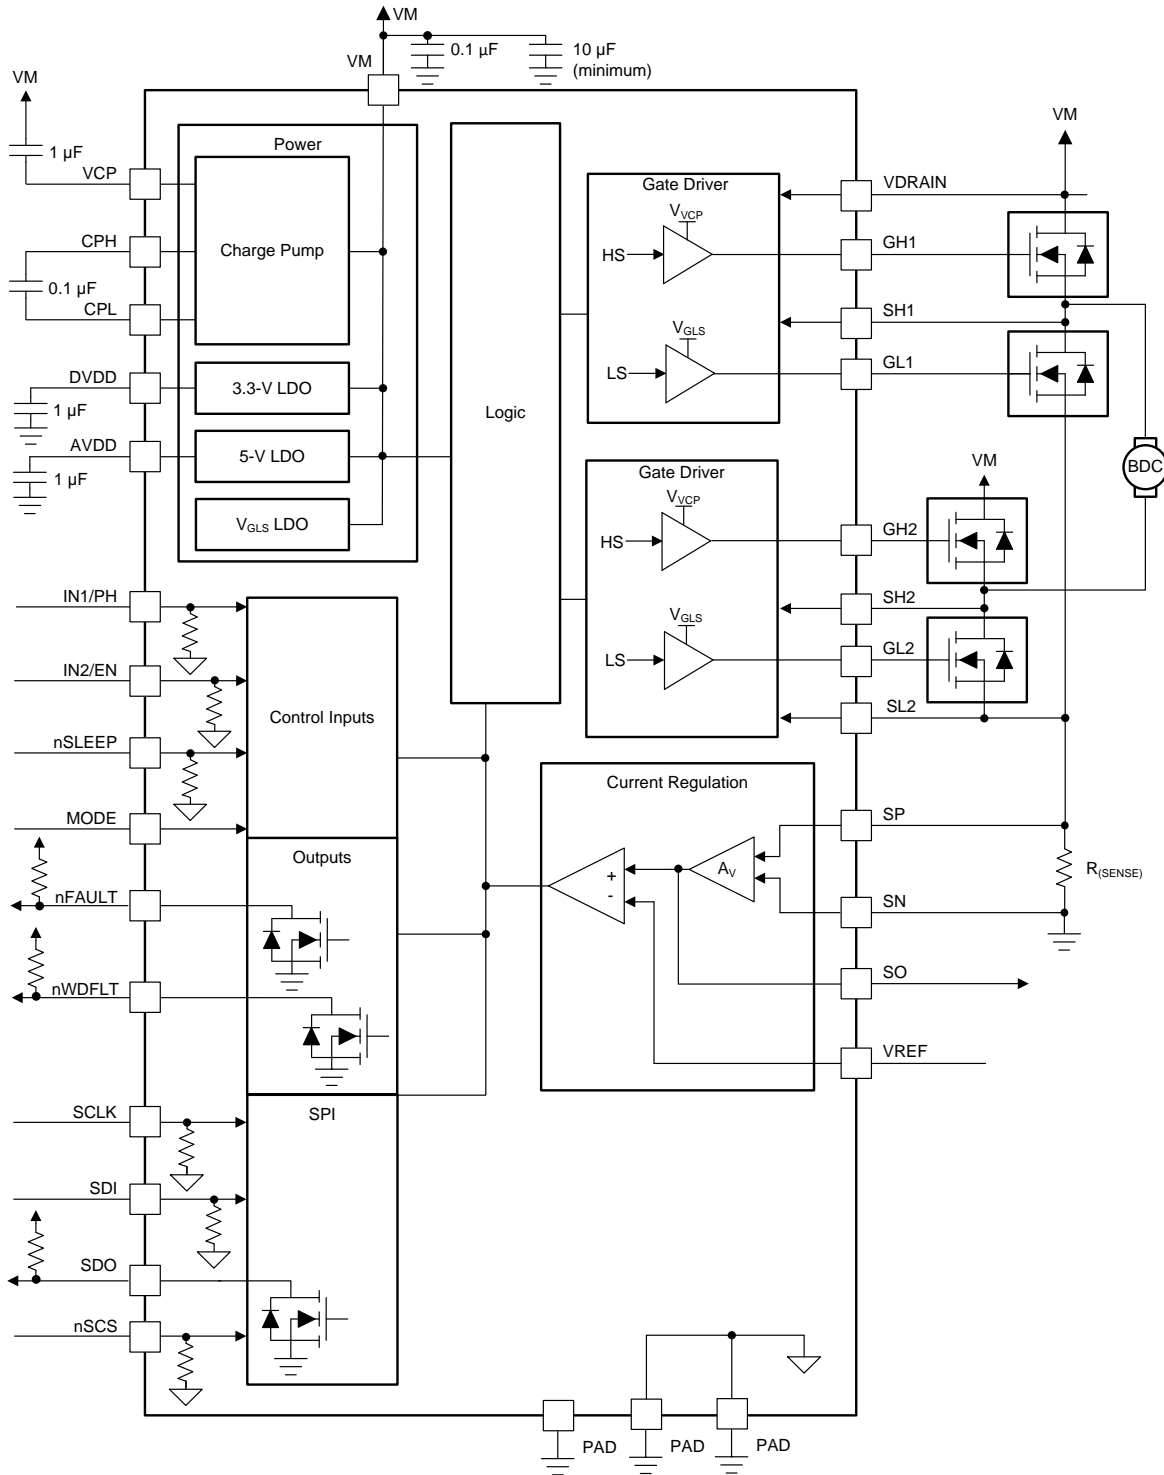 VM
0.1 µF
10 µF
(minimum)
VM
VM
1 µF
VCP
CPH
0.1 µF
CPL
DVDD
1 µF
AVDD
1 µF
Power
Charge Pump
3.3-V LDO
5-V LDO
VGLS LDO
Logic
Gate Driver
VVCP
HS
VGLS
LS
Gate Driver
VVCP
HS
VGLS
LS
VM
VDRAIN
GH1
SH1
GL1
BDC
VM
GH2
SH2
GL2
SL2
IN1/PH
IN2/EN
nSLEEP
MODE
nFAULT
nWDFLT
Control Inputs
Outputs
Current Regulation
+
-
AV
SP
R(SENSE)
SN
SO
VREF
SCLK
SDI
SDO
nSCS
SPI
PAD
PAD
PAD